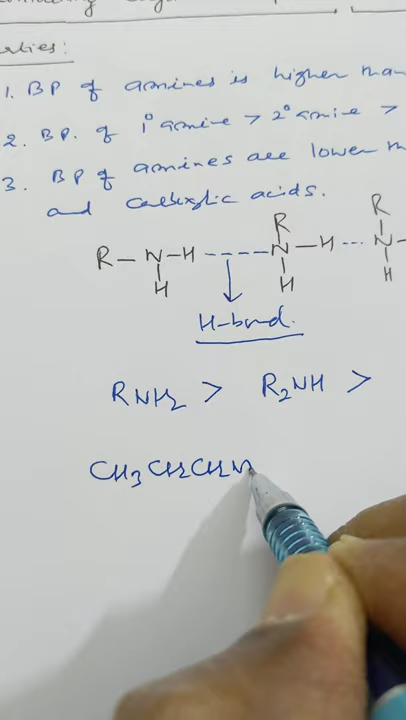 rties:
1. BP of amines is higher than
2. BP. of 1° amine > 2° amine >
3. BP of amines are lower
and carboxylic acids.
R R
R — N — H ----- N — H --- N —
H H H
H-bond.
RNH2 > R2NH >
CH3CH2CH2N